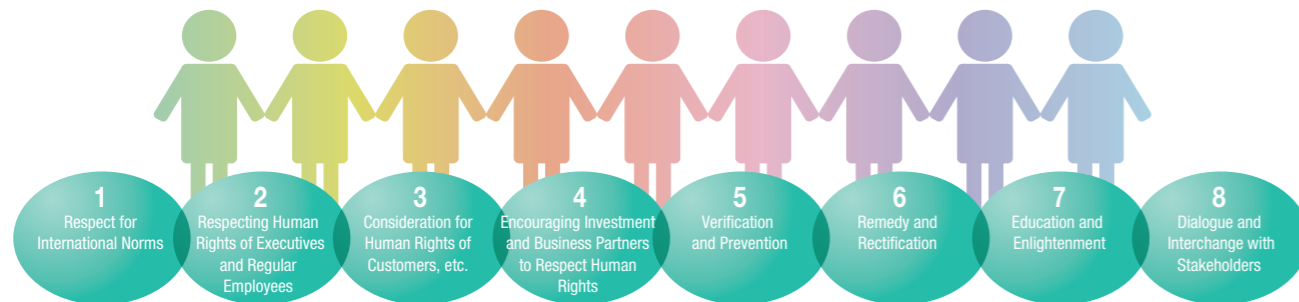 1
Respect for
International Norms
2
Respecting Human
Rights of Executives
and Regular
Employees
3
Consideration for
Human Rights of
Customers, etc.
4
Encouraging Investment
and Business Partners
to Respect Human
Rights
5
Verification
and Prevention
6
Remedy and
Rectification
7
Education and
Enlightenment
8
Dialogue and
Interchange with
Stakeholders